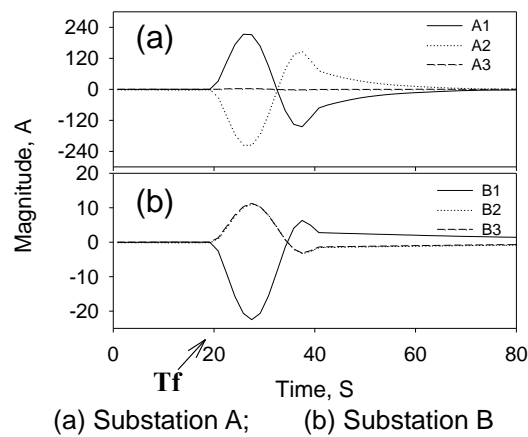 240
120
0
-120
-240
(a)
A1
A2
A3
Magnitude, A
20
10
0
-10
-20
(b)
B1
B2
B3
0 20 40 60 80
Tf
Time, S
(a) Substation A; (b) Substation B